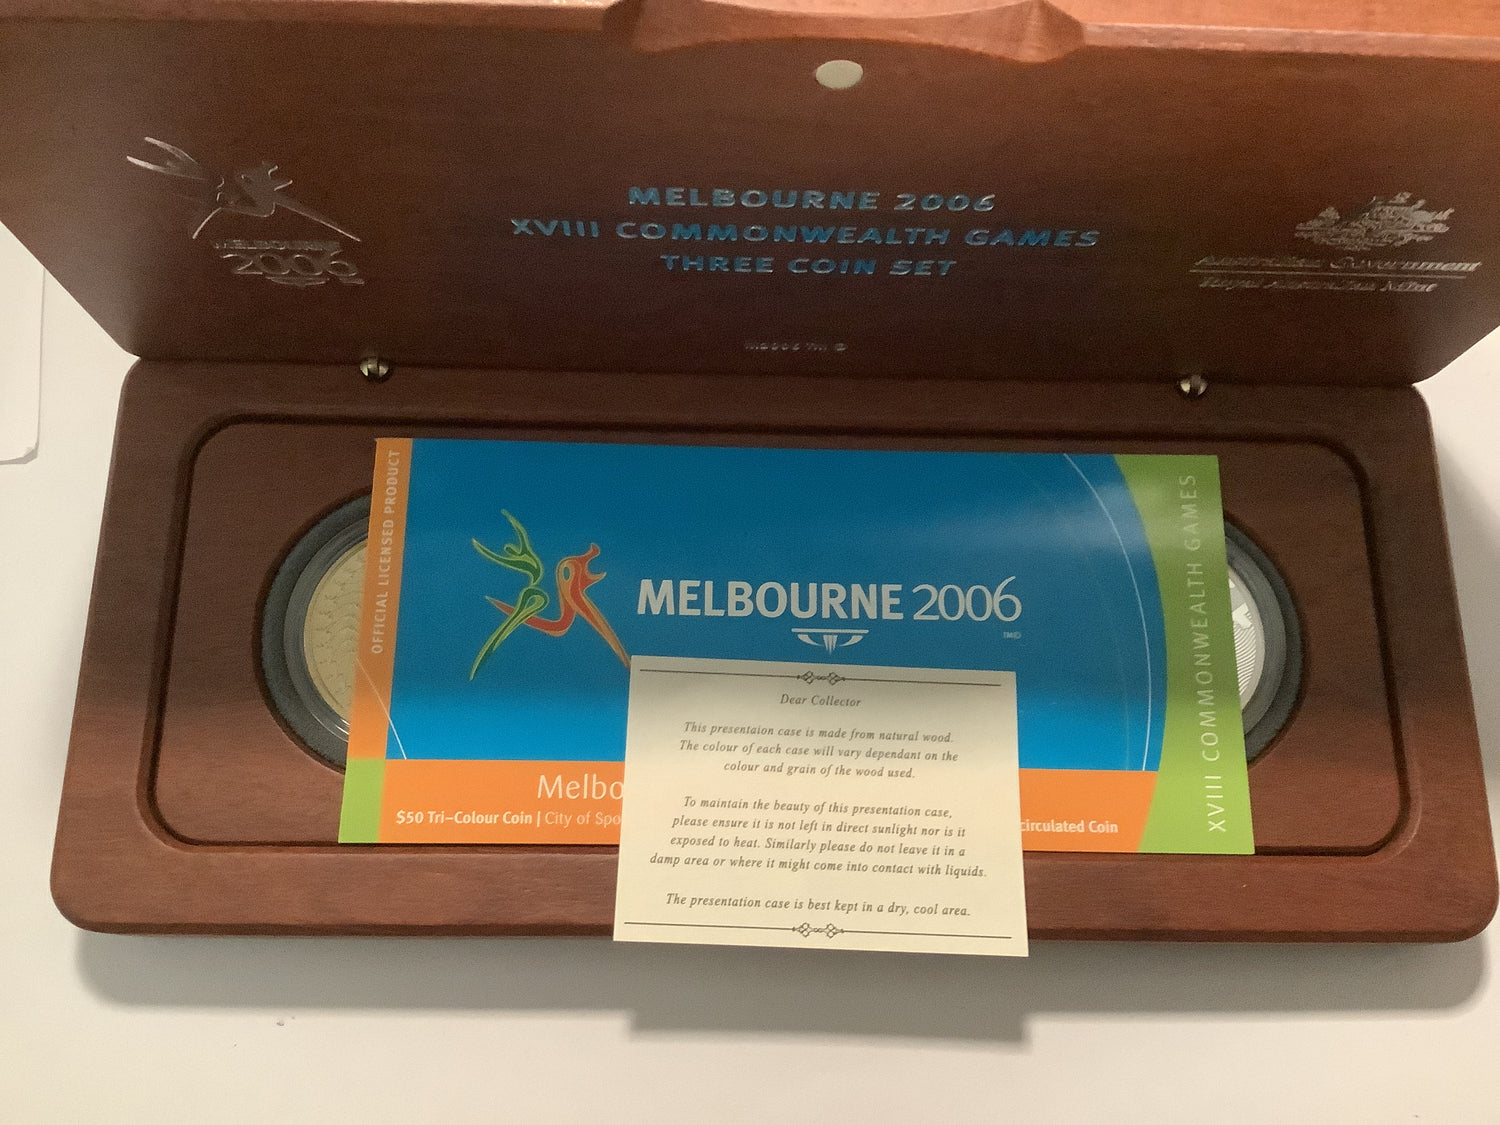 MELBOURNE
2006
MELBOURNE 2006
XVIII COMMONWEALTH GAMES
THREE COIN SET
Australian Government
Royal Australian Mint
M2006 TM ©
OFFICIAL LICENSED PRODUCT
MELBOURNE 2006
TM©
XVIII COMMONWEALTH GAMES
Melbo
$50 Tri-Colour Coin | City of Spo
circulated Coin
Dear Collector
This presentaion case is made from natural wood.
The colour of each case will vary dependant on the
colour and grain of the wood used.
To maintain the beauty of this presentation case,
please ensure it is not left in direct sunlight nor is it
exposed to heat. Similarly please do not leave it in a
damp area or where it might come into contact with liquids.
The presentation case is best kept in a dry, cool area.